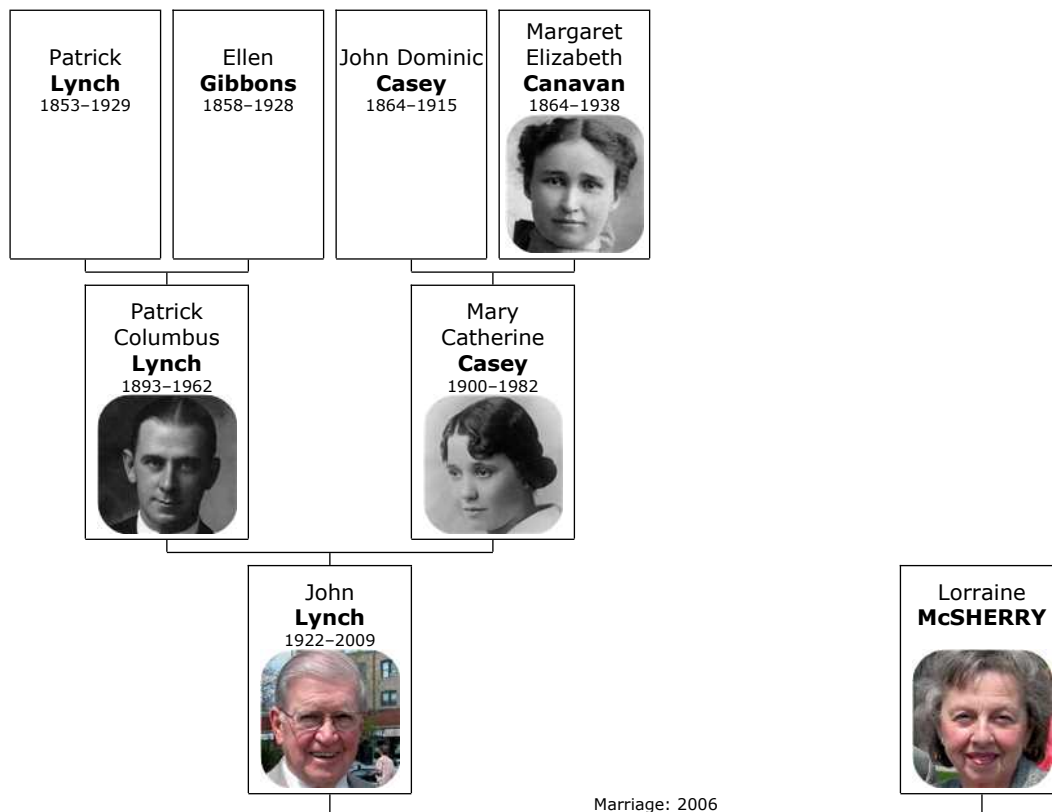 Patrick
Lynch
1853–1929
Ellen
Gibbons
1858–1928
John Dominic
Casey
1864–1915
Margaret
Elizabeth
Canavan
1864–1938
Patrick
Columbus
Lynch
1893–1962
Mary
Catherine
Casey
1900–1982
John
Lynch
1922–2009
Lorraine
McSHERRY
Marriage: 2006